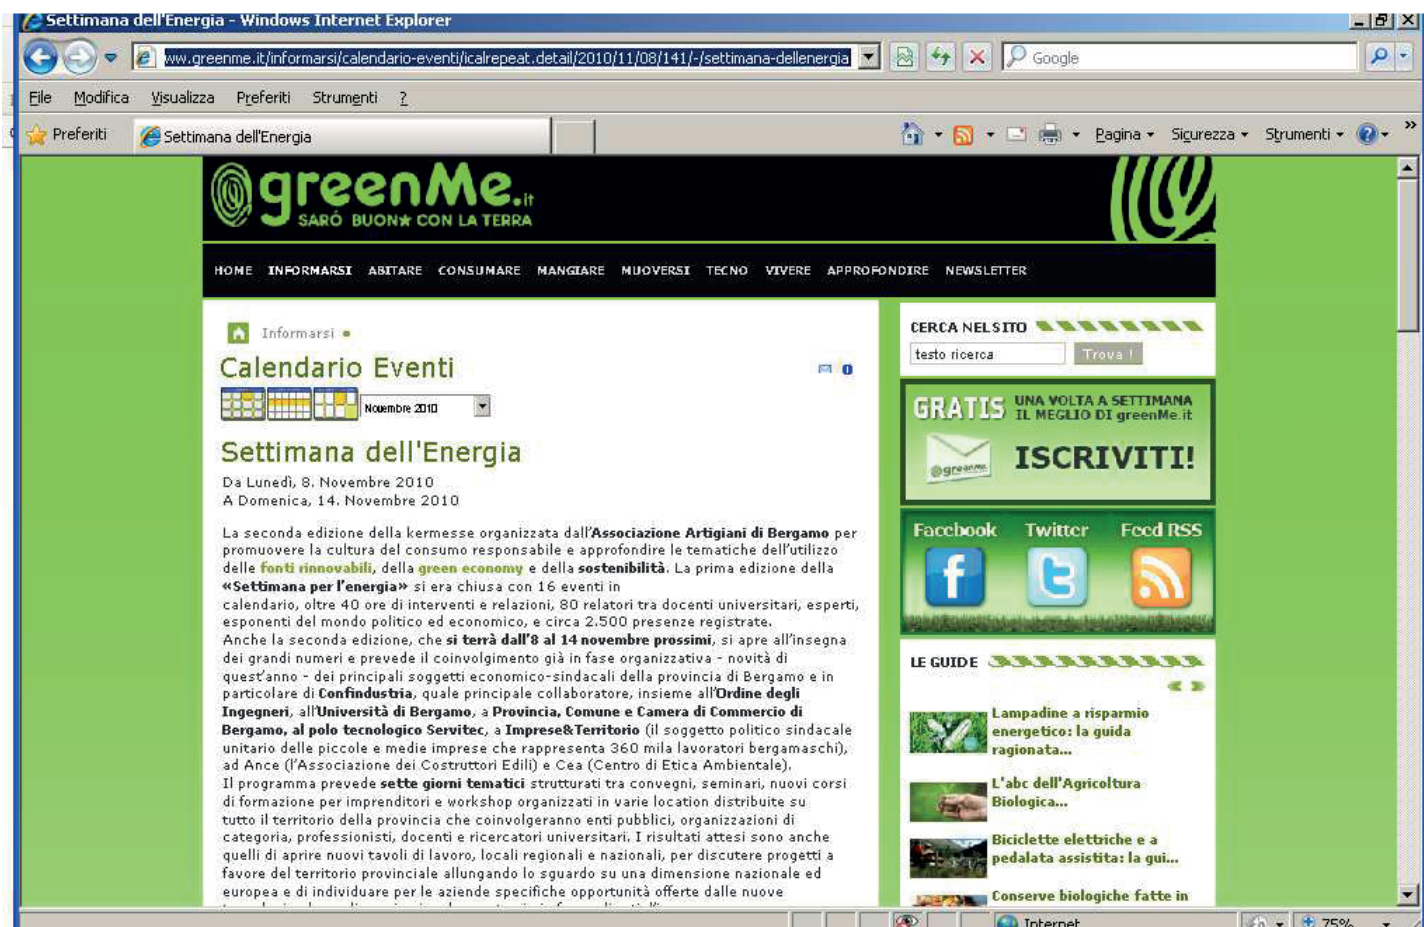 Settimana dell'Energia - Windows Internet Explorer
ww.greenme.it/informarsi/calendario-eventi/icalrepeat.detail/2010/11/08/141/-/settimana-dellenergia
Google
File Modifica Visualizza Preferiti Strumenti ?
Preferiti Settimana dell'Energia Pagina Sicurezza Strumenti
greenMe.it
SARÓ BUON★ CON LA TERRA
HOME INFORMARSI ABITARE CONSUMARE MANGIARE MUOVERSI TECNO VIVERE APPROFONDIRE NEWSLETTER
Informarsi
Calendario Eventi
Novembre 2010
Settimana dell'Energia
Da Lunedì, 8. Novembre 2010
A Domenica, 14. Novembre 2010
La seconda edizione della kermesse organizzata dall'Associazione Artigiani di Bergamo per
promuovere la cultura del consumo responsabile e approfondire le tematiche dell'utilizzo
delle fonti rinnovabili, della green economy e della sostenibilità. La prima edizione della
«Settimana per l'energia» si era chiusa con 16 eventi in
calendario, oltre 40 ore di interventi e relazioni, 80 relatori tra docenti universitari, esperti,
esponenti del mondo politico ed economico, e circa 2.500 presenze registrate.
Anche la seconda edizione, che si terrà dall'8 al 14 novembre prossimi, si apre all'insegna
dei grandi numeri e prevede il coinvolgimento già in fase organizzativa - novità di
quest'anno - dei principali soggetti economico-sindacali della provincia di Bergamo e in
particolare di Confindustria, quale principale collaboratore, insieme all'Ordine degli
Ingegneri, all'Università di Bergamo, a Provincia, Comune e Camera di Commercio di
Bergamo, al polo tecnologico Servitec, a Imprese&Territorio (il soggetto politico sindacale
unitario delle piccole e medie imprese che rappresenta 360 mila lavoratori bergamaschi),
ad Ance (l'Associazione dei Costruttori Edili) e Cea (Centro di Etica Ambientale).
Il programma prevede sette giorni tematici strutturati tra convegni, seminari, nuovi corsi
di formazione per imprenditori e workshop organizzati in varie location distribuite su
tutto il territorio della provincia che coinvolgeranno enti pubblici, organizzazioni di
categoria, professionisti, docenti e ricercatori universitari. I risultati attesi sono anche
quelli di aprire nuovi tavoli di lavoro, locali regionali e nazionali, per discutere progetti a
favore del territorio provinciale allungando lo sguardo su una dimensione nazionale ed
europea e di individuare per le aziende specifiche opportunità offerte dalle nuove
CERCA NEL SITO
testo ricerca Trova !
GRATIS UNA VOLTA A SETTIMANA
IL MEGLIO DI greenMe.it
@greenme
ISCRIVITI!
Facebook Twitter Feed RSS
LE GUIDE
Lampadine a risparmio
energetico: la guida
ragionata...
L'abc dell'Agricoltura
Biologica...
Biciclette elettriche e a
pedalata assistita: la gui...
Conserve biologiche fatte in
Internet 75%